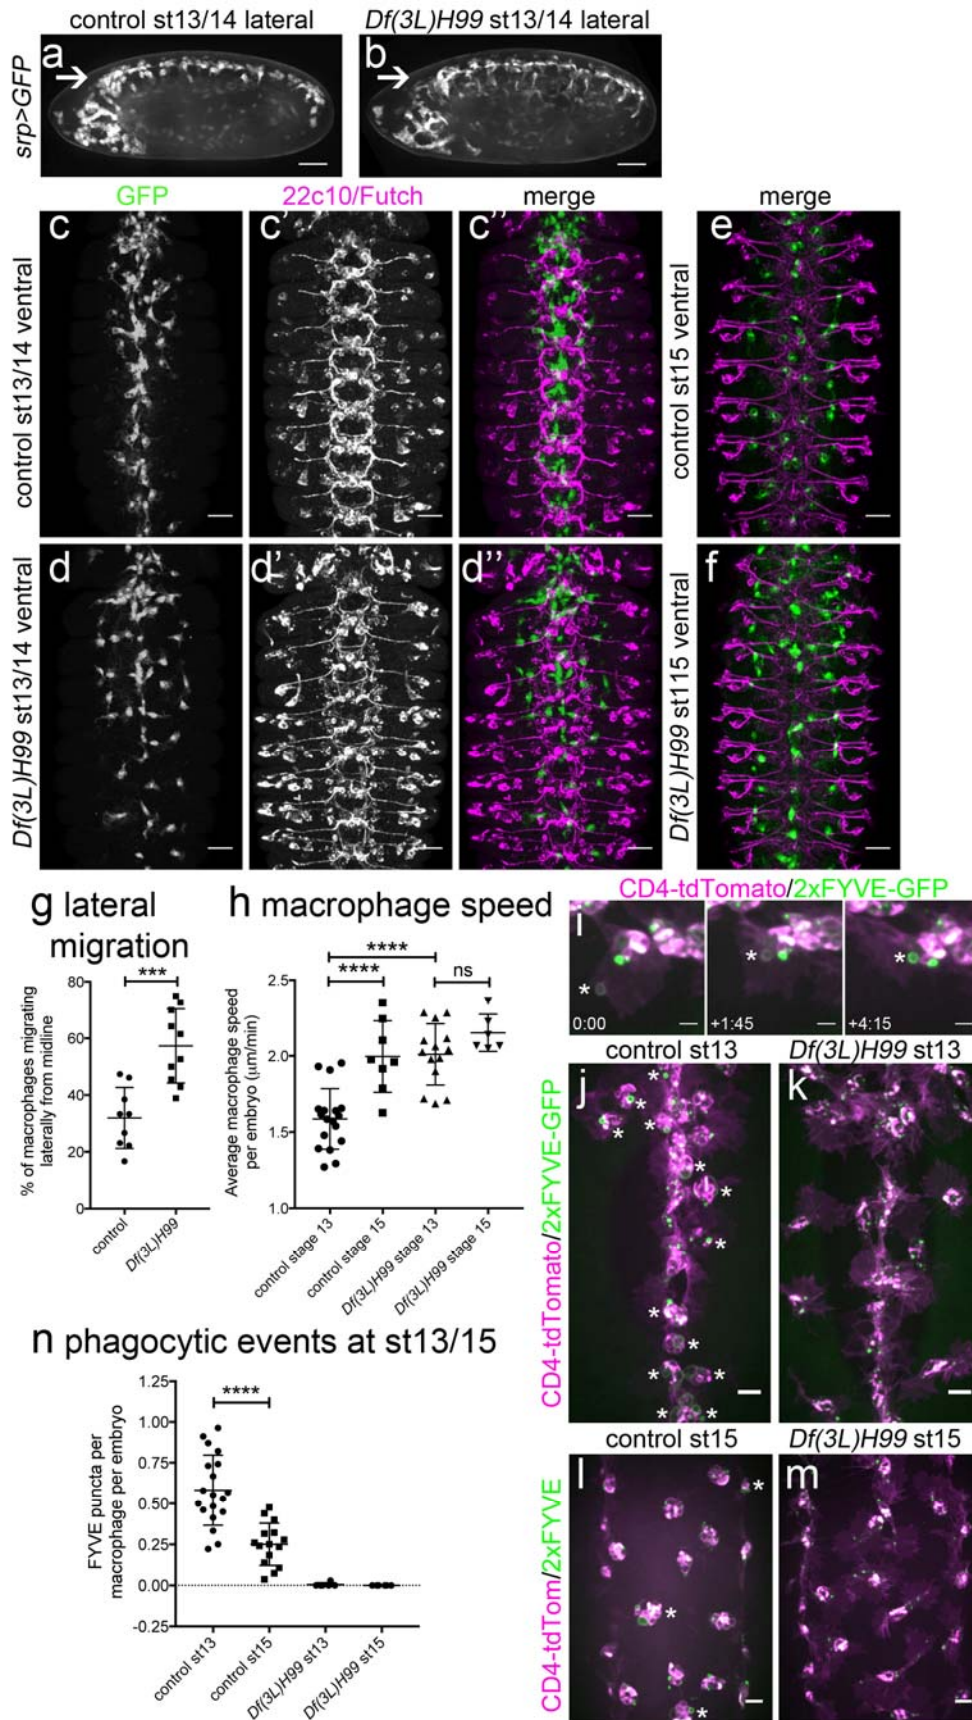 control st13/14 lateral
Df(3L)H99 st13/14 lateral
srp>GFP
a
b
GFP
22c10/Futch
merge
merge
control st13/14 ventral
c
c'
c''
control st15 ventral
e
Df(3L)H99 st13/14 ventral
d
d'
d''
Df(3L)H99 st115 ventral
f
g lateral migration
% of macrophages migrating
laterally from midline
80
60
40
20
0
***
control
Df(3L)H99
h macrophage speed
Average macrophage speed
per embryo (μm/min)
2.5
2.0
1.5
1.0
****
****
ns
control stage 13
control stage 15
Df(3L)H99 stage 13
Df(3L)H99 stage 15
CD4-tdTomato/2xFYVE-GFP
i
*
0:00
*
+1:45
*
+4:15
control st13
Df(3L)H99 st13
CD4-tdTomato/2xFYVE-GFP
j
* * * * * * * * * * * * *
k
control st15
Df(3L)H99 st15
CD4-tdTom/2xFYVE
l
* * *
m
n phagocytic events at st13/15
FYVE puncta per
macrophage per embryo
1.25
1.00
0.75
0.50
0.25
0.00
-0.25
****
control st13
control st15
Df(3L)H99 st13
Df(3L)H99 st15